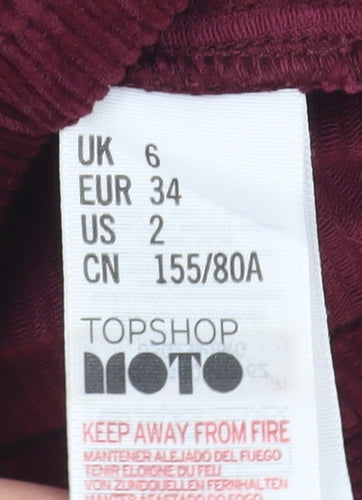 UK 6
EUR 34
US 2
CN 155/80A
TOPSHOP
MOTO
KEEP AWAY FROM FIRE
MANTENER ALEJADO DEL FUEGO
TENIR ELOIGNE DU FEU
VON ZUNDQUELLEN FERNHALTEN